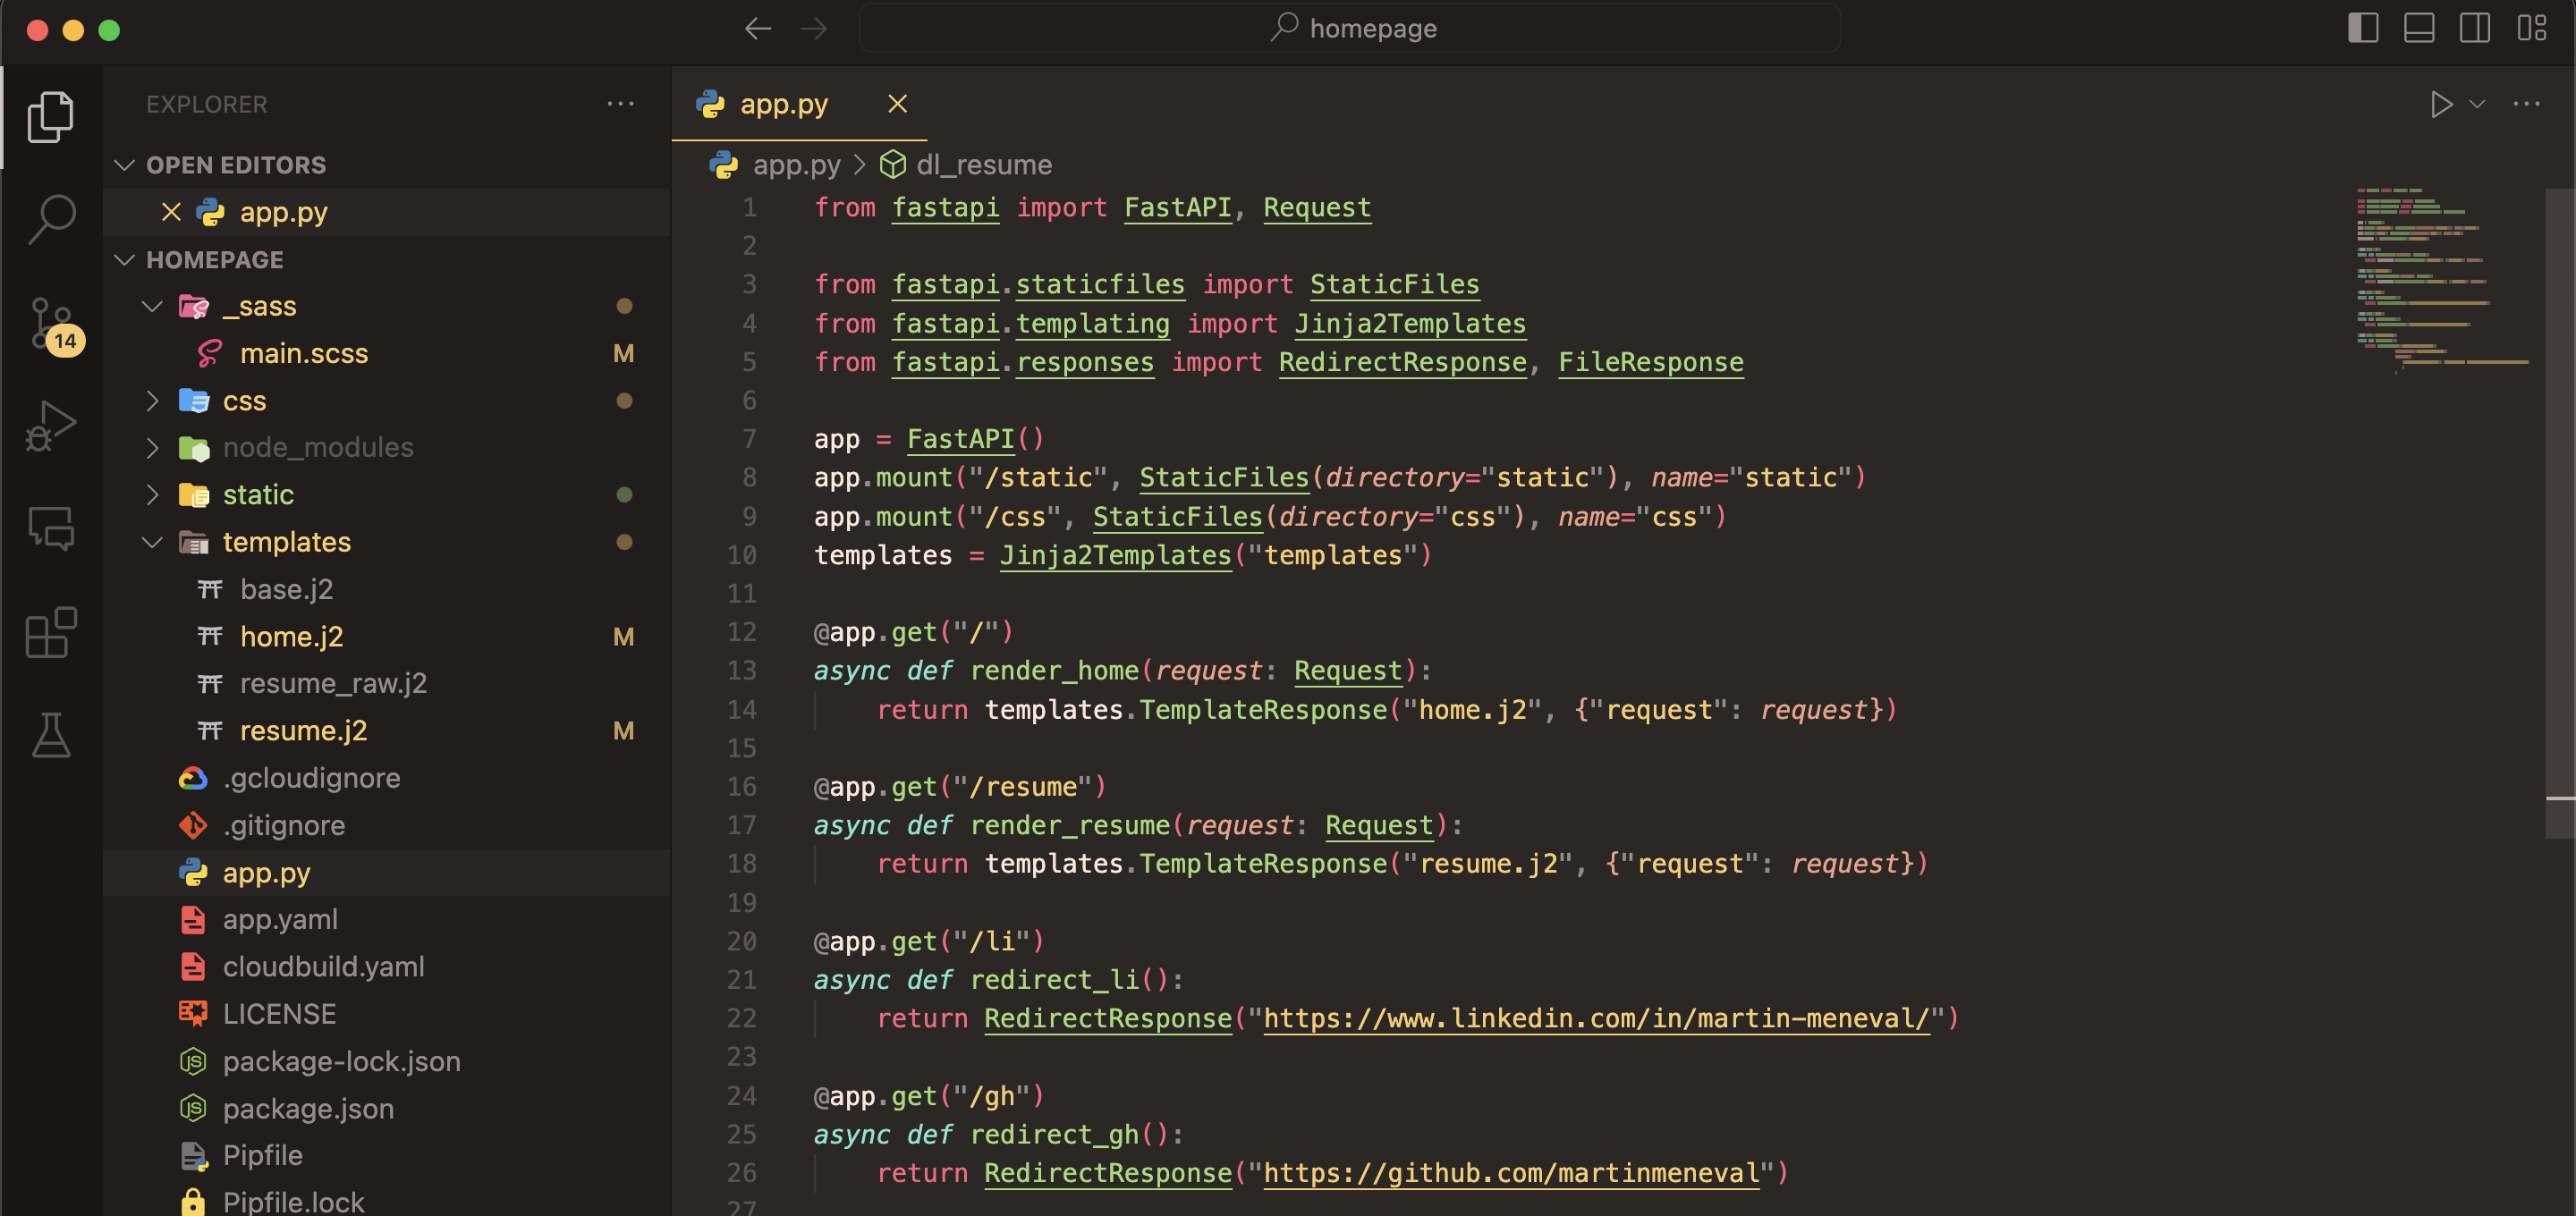 homepage
EXPLORER
OPEN EDITORS
app.py
HOMEPAGE
_sass
main.scss M
css
node_modules
static
templates
base.j2
home.j2 M
resume_raw.j2
resume.j2 M
.gcloudignore
.gitignore
app.py
app.yaml
cloudbuild.yaml
LICENSE
package-lock.json
package.json
Pipfile
Pipfile.lock
14
app.py
app.py > dl_resume
1 from fastapi import FastAPI, Request
2
3 from fastapi.staticfiles import StaticFiles
4 from fastapi.templating import Jinja2Templates
5 from fastapi.responses import RedirectResponse, FileResponse
6
7 app = FastAPI()
8 app.mount("/static", StaticFiles(directory="static"), name="static")
9 app.mount("/css", StaticFiles(directory="css"), name="css")
10 templates = Jinja2Templates("templates")
11
12 @app.get("/")
13 async def render_home(request: Request):
14     return templates.TemplateResponse("home.j2", {"request": request})
15
16 @app.get("/resume")
17 async def render_resume(request: Request):
18     return templates.TemplateResponse("resume.j2", {"request": request})
19
20 @app.get("/li")
21 async def redirect_li():
22     return RedirectResponse("https://www.linkedin.com/in/martin-meneval/")
23
24 @app.get("/gh")
25 async def redirect_gh():
26     return RedirectResponse("https://github.com/martinmeneval")
27